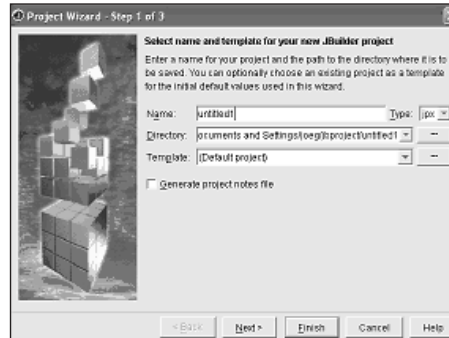 Project Wizard - Step 1 of 3
Select name and template for your new JBuilder project
Enter a name for your project and the path to the directory where it is to
be saved. You can optionally choose an existing project as a template
for the initial default values used in this wizard.
Name: untitled1 Type: jpx
Directory: ocuments and Settings/joeg/jbproject/untitled1 ...
Template: (Default project) ...
Generate project notes file
< Back Next > Finish Cancel Help